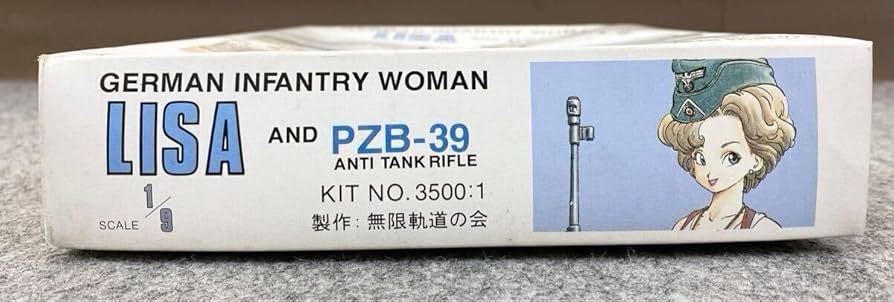 LISA
GERMAN INFANTRY WOMAN
LISA AND PZB-39
ANTI TANK RIFLE
KIT NO. 3500:1
SCALE 1/9
製作: 無限軌道の会